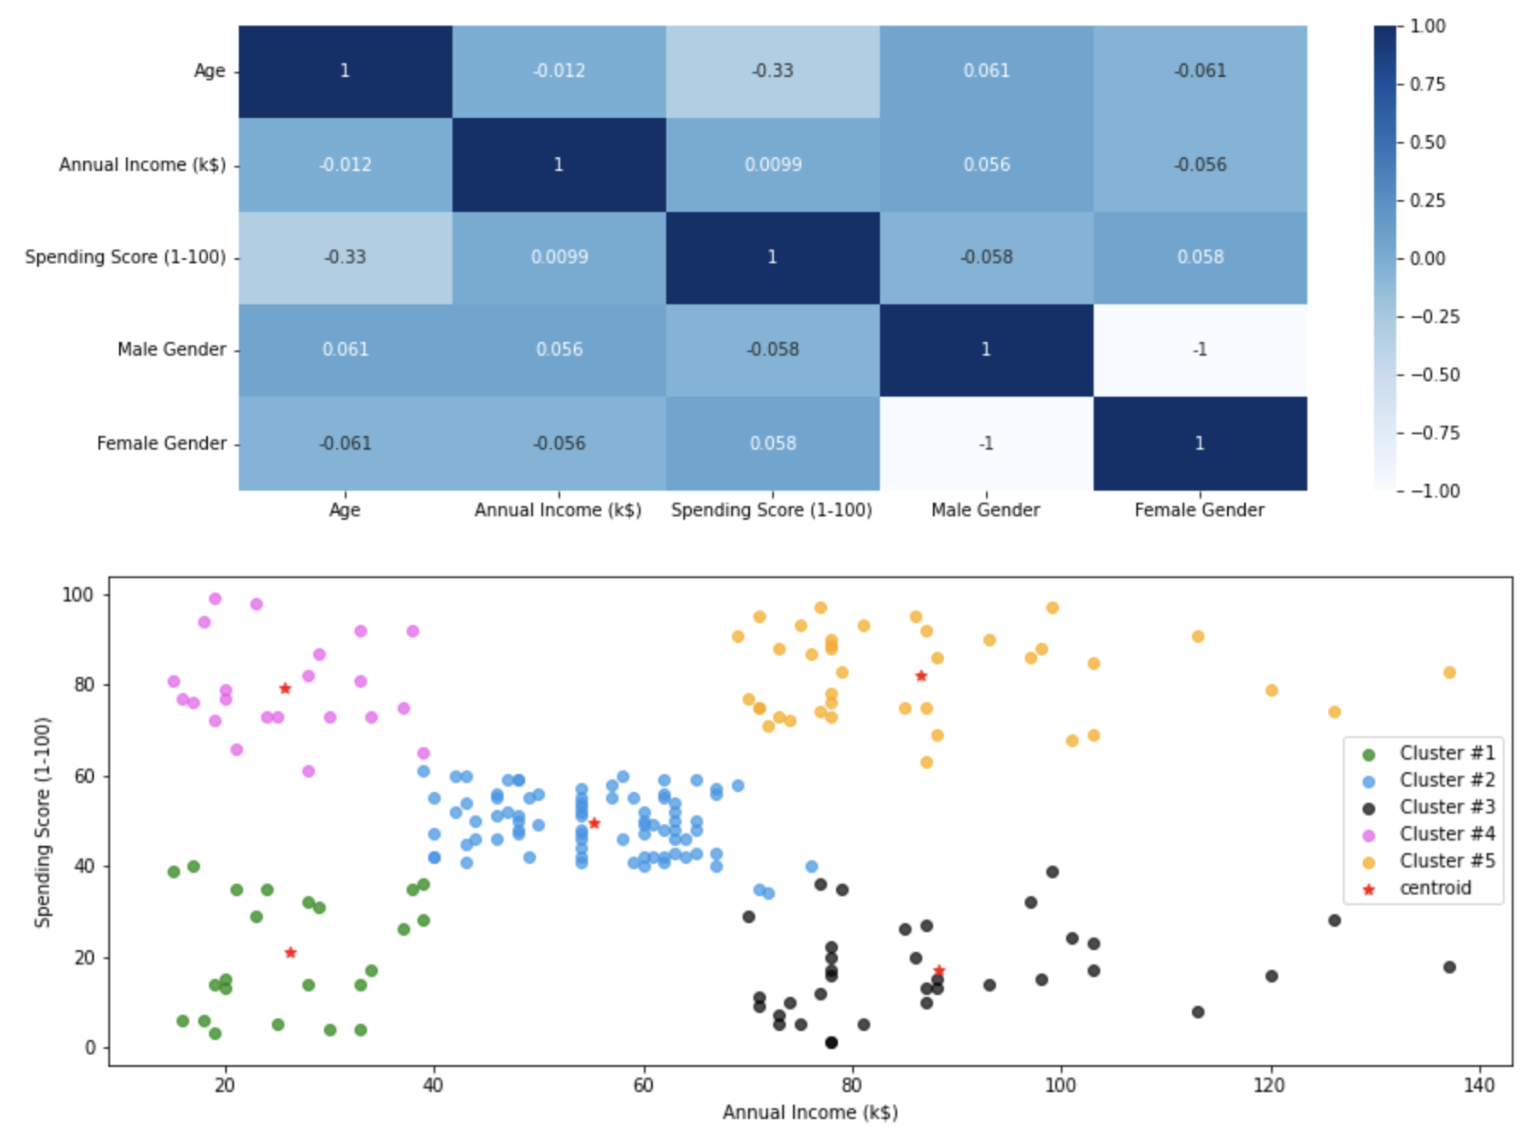 1.00
Age 1 -0.012 -0.33 0.061 -0.061
0.75
0.50
Annual Income (k$) -0.012 1 0.0099 0.056 -0.056
0.25
Spending Score (1-100) -0.33 0.0099 1 -0.058 0.058
0.00
−0.25
Male Gender 0.061 0.056 -0.058 1 -1
−0.50
Female Gender -0.061 -0.056 0.058 -1 1
−0.75
−1.00
Age Annual Income (k$) Spending Score (1-100) Male Gender Female Gender
Spending Score (1-100)
100
80
60
40
20
0
Cluster #1
Cluster #2
Cluster #3
Cluster #4
Cluster #5
centroid
20 40 60 80 100 120 140
Annual Income (k$)